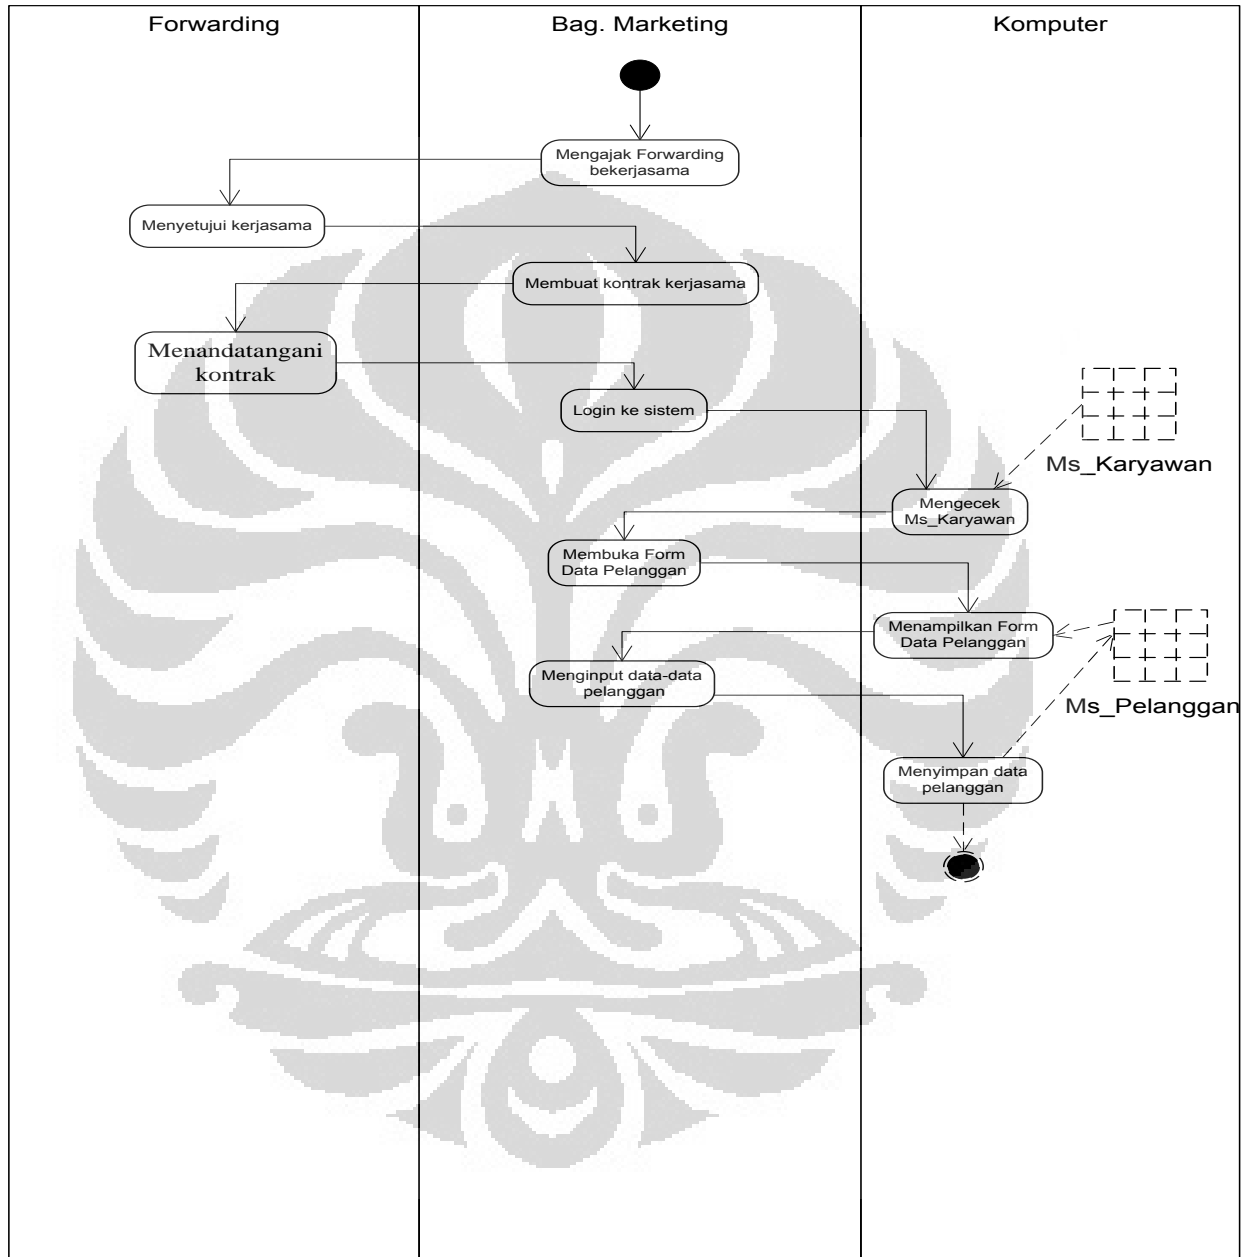 Forwarding
Bag. Marketing
Komputer
Mengajak Forwarding
bekerjasama
Menyetujui kerjasama
Membuat kontrak kerjasama
Menandatangani
kontrak
Login ke sistem
Ms_Karyawan
Mengecek
Ms_Karyawan
Membuka Form
Data Pelanggan
Menampilkan Form
Data Pelanggan
Menginput data-data
pelanggan
Ms_Pelanggan
Menyimpan data
pelanggan